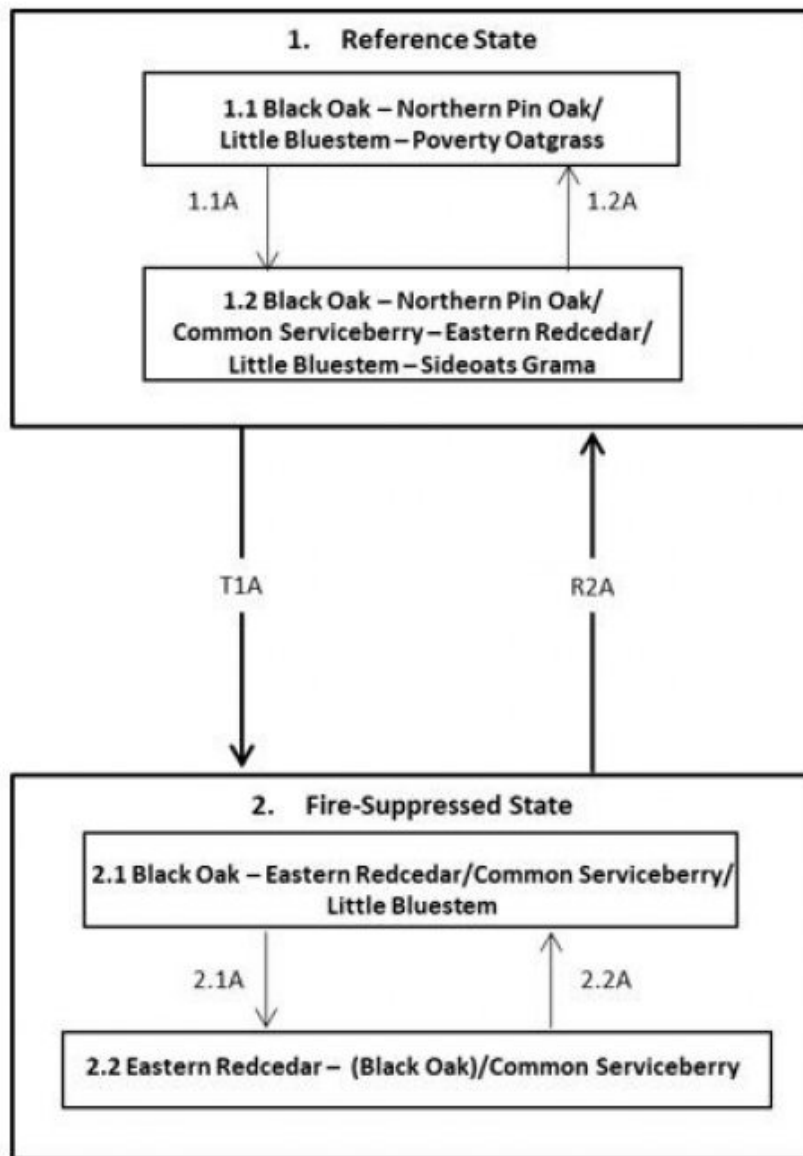 1. Reference State
1.1 Black Oak – Northern Pin Oak/
Little Bluestem – Poverty Oatgrass
1.1A
1.2A
1.2 Black Oak – Northern Pin Oak/
Common Serviceberry – Eastern Redcedar/
Little Bluestem – Sideoats Grama
T1A
R2A
2. Fire-Suppressed State
2.1 Black Oak – Eastern Redcedar/Common Serviceberry/
Little Bluestem
2.1A
2.2A
2.2 Eastern Redcedar – (Black Oak)/Common Serviceberry